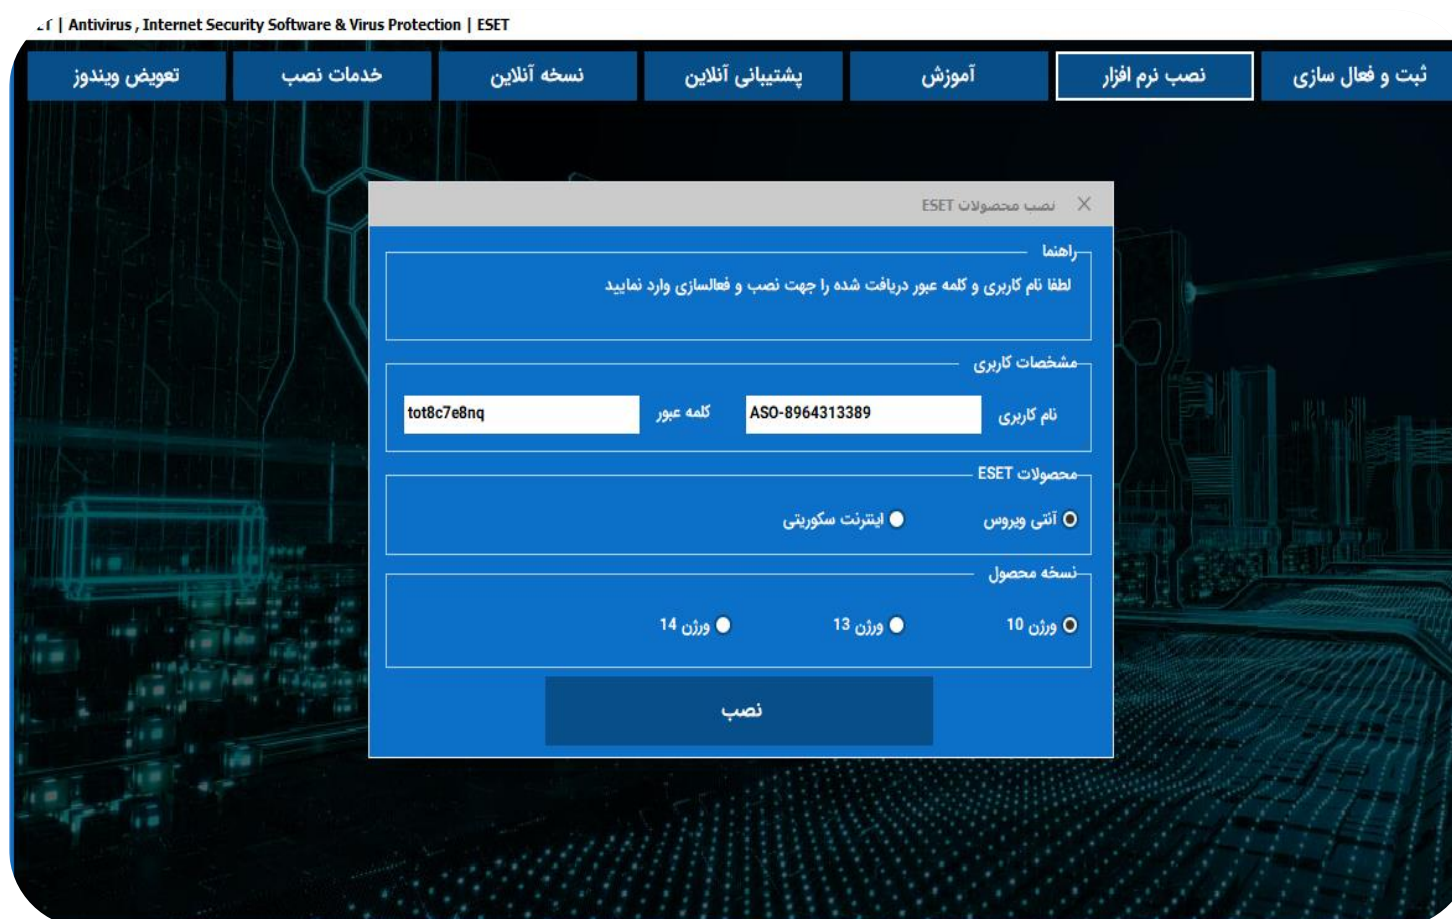 | Antivirus , Internet Security Software & Virus Protection | ESET
ثبت و فعال سازی
نصب نرم افزار
آموزش
پشتیبانی آنلاین
نسخه آنلاین
خدمات نصب
تعویض ویندوز
نصب محصولات ESET
راهنما
لطفا نام کاربری و کلمه عبور دریافت شده را جهت نصب و فعالسازی وارد نمایید
مشخصات کاربری
نام کاربری ASO-8964313389 کلمه عبور tot8c7e8nq
محصولات ESET
آنتی ویروس اینترنت سکوریتی
نسخه محصول
ورژن 10 ورژن 13 ورژن 14
نصب